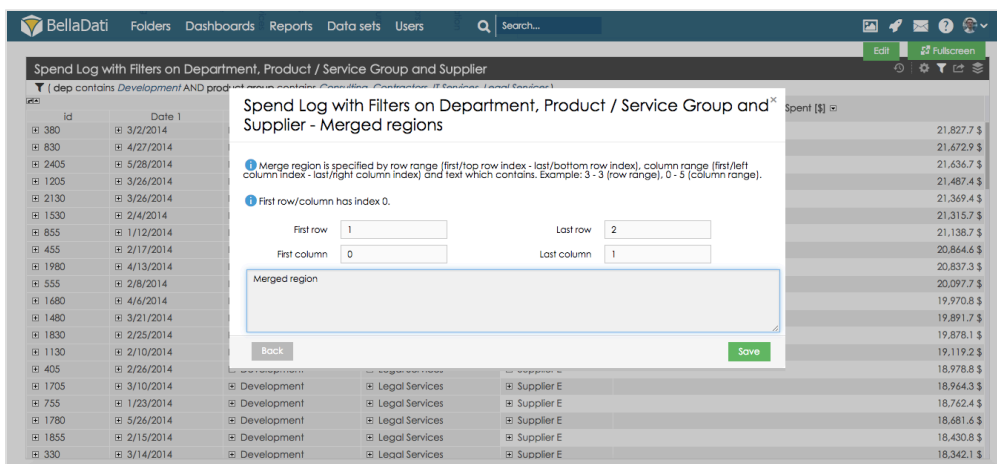 BellaDati Folders Dashboards Reports Data sets Users Search...
Edit Fullscreen
Spend Log with Filters on Department, Product / Service Group and Supplier
( dep contains Development AND product group contains Consulting, Contractors, IT Services, Legal Services )
id Date 1 Spent [$]
380 3/2/2014 21,827.7 $
830 4/27/2014 21,672.9 $
2405 5/28/2014 21,636.7 $
1205 3/26/2014 21,487.4 $
2130 3/26/2014 21,369.4 $
1530 2/4/2014 21,315.7 $
855 1/12/2014 21,138.7 $
455 2/17/2014 20,864.6 $
1980 4/13/2014 20,837.3 $
555 2/8/2014 20,097.7 $
1680 4/6/2014 19,970.8 $
1480 3/21/2014 19,891.7 $
1830 2/25/2014 19,878.1 $
1130 2/10/2014 19,119.2 $
405 2/26/2014 Development Legal Services Supplier E 18,978.8 $
1705 3/10/2014 Development Legal Services Supplier E 18,964.3 $
755 1/23/2014 Development Legal Services Supplier E 18,762.4 $
1780 5/26/2014 Development Legal Services Supplier E 18,681.6 $
1855 2/15/2014 Development Legal Services Supplier E 18,430.8 $
330 3/14/2014 Development Legal Services Supplier E 18,342.1 $
Spend Log with Filters on Department, Product / Service Group and
Supplier - Merged regions
Merge region is specified by row range (first/top row index - last/bottom row index), column range (first/left
column index - last/right column index) and text which contains. Example: 3 - 3 (row range), 0 - 5 (column range).
First row/column has index 0.
First row 1 Last row 2
First column 0 Last column 1
Merged region
Back Save